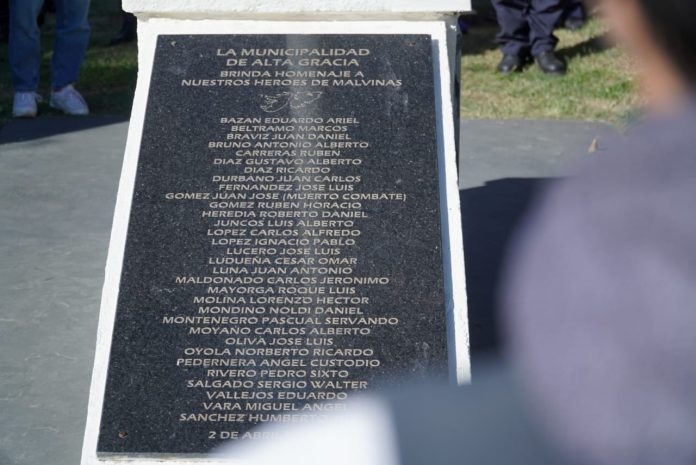 LA MUNICIPALIDAD
DE ALTA GRACIA
BRINDA HOMENAJE A
NUESTROS HEROES DE MALVINAS
BAZAN EDUARDO ARIEL
BELTRAMO MARCOS
BRAVIZ JUAN DANIEL
BRUNO ANTONIO ALBERTO
CARRERAS RUBEN
DIAZ GUSTAVO ALBERTO
DIAZ RICARDO
DURBANO JUAN CARLOS
FERNANDEZ JOSE LUIS
GOMEZ JUAN JOSE (MUERTO COMBATE)
GOMEZ RUBEN HORACIO
HEREDIA ROBERTO DANIEL
JUNCOS LUIS ALBERTO
LOPEZ CARLOS ALFREDO
LOPEZ IGNACIO PABLO
LUCERO JOSE LUIS
LUDUEÑA CESAR OMAR
LUNA JUAN ANTONIO
MALDONADO CARLOS JERONIMO
MAYORGA ROQUE LUIS
MOLINA LORENZO HECTOR
MONDINO NOLDI DANIEL
MONTENEGRO PASCUAL SERVANDO
MOYANO CARLOS ALBERTO
OLIVA JOSE LUIS
OYOLA NORBERTO RICARDO
PEDERNERA ANGEL CUSTODIO
RIVERO PEDRO SIXTO
SALGADO SERGIO WALTER
VALLEJOS EDUARDO
VARA MIGUEL ANGEL
SANCHEZ HUMBERTO
2 DE ABRIL